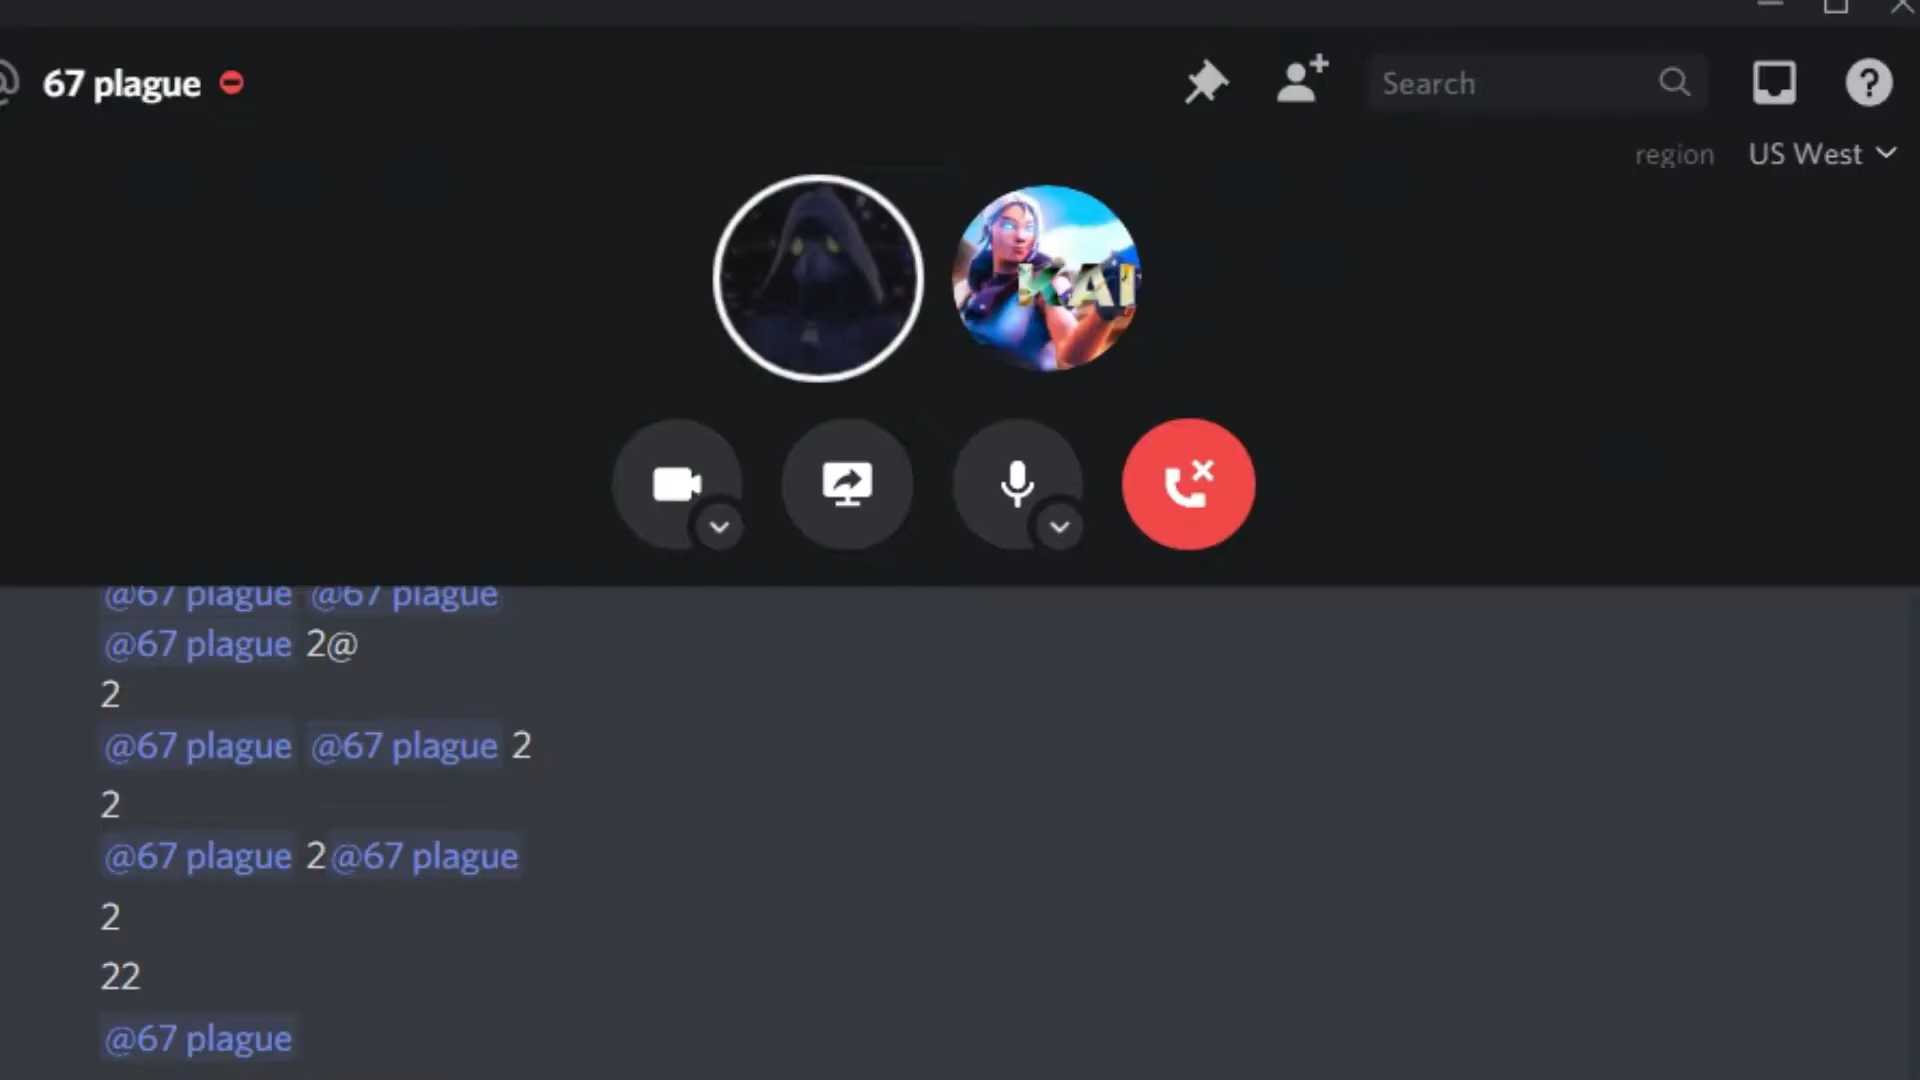 @ 67 plague
Search
region US West
KAI
@67 plague @67 plague
@67 plague 2@
2
@67 plague @67 plague 2
2
@67 plague 2@67 plague
2
22
@67 plague